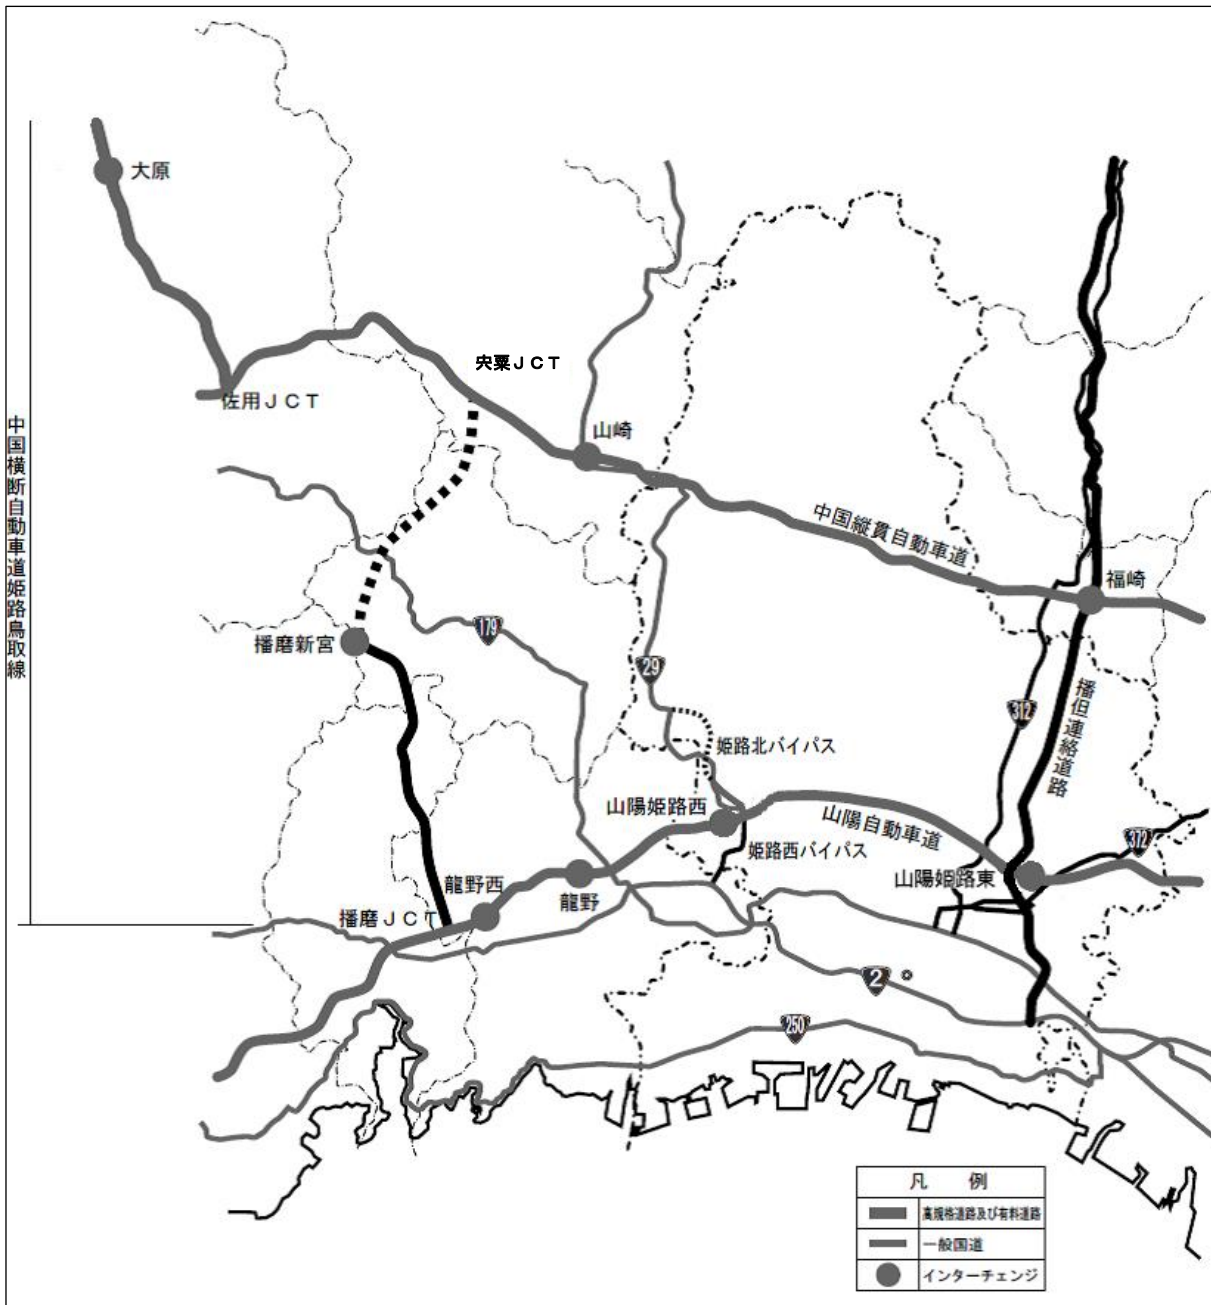 大原
宍粟ＪＣＴ
佐用ＪＣＴ
山崎
中国横断自動車道姫路鳥取線
中国縦貫自動車道
福崎
播磨新宮
179
29
312
播但連絡道路
姫路北バイパス
山陽姫路西
山陽自動車道
372
姫路西バイパス
龍野西
龍野
山陽姫路東
播磨ＪＣＴ
2
250
凡　例
高規格道路及び有料道路
一般国道
インターチェンジ